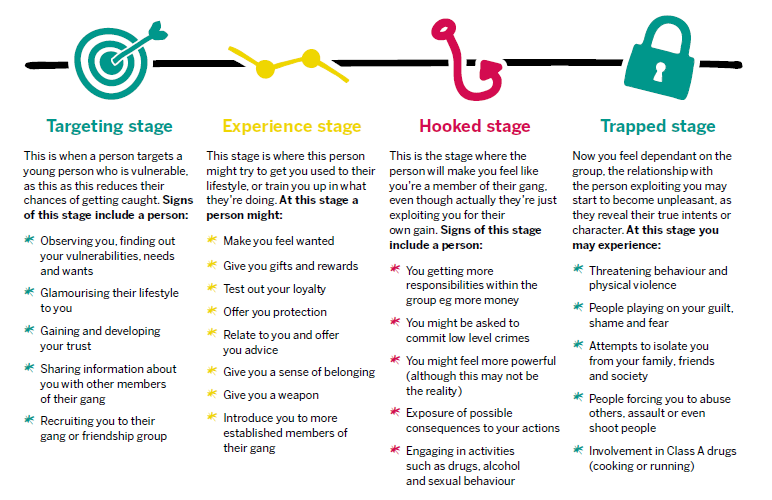 Targeting stage
This is when a person targets a
young person who is vulnerable,
as this as this reduces their
chances of getting caught. Signs
of this stage include a person:
Observing you, finding out
your vulnerabilities, needs
and wants
Glamourising their lifestyle
to you
Gaining and developing
your trust
Sharing information about
you with other members
of their gang
Recruiting you to their
gang or friendship group
Experience stage
This stage is where this person
might try to get you used to their
lifestyle, or train you up in what
they're doing. At this stage a
person might:
Make you feel wanted
Give you gifts and rewards
Test out your loyalty
Offer you protection
Relate to you and offer
you advice
Give you a sense of belonging
Give you a weapon
Introduce you to more
established members of
their gang
Hooked stage
This is the stage where the
person will make you feel like
you're a member of their gang,
even though actually they're just
exploiting you for their
own gain. Signs of this stage
include a person:
You getting more
responsibilities within the
group eg more money
You might be asked to
commit low level crimes
You might feel more powerful
(although this may not be
the reality)
Exposure of possible
consequences to your actions
Engaging in activities
such as drugs, alcohol
and sexual behaviour
Trapped stage
Now you feel dependant on the
group, the relationship with
the person exploiting you may
start to become unpleasant, as
they reveal their true intents or
character. At this stage you
may experience:
Threatening behaviour and
physical violence
People playing on your guilt,
shame and fear
Attempts to isolate you
from your family, friends
and society
People forcing you to abuse
others, assault or even
shoot people
Involvement in Class A drugs
(cooking or running)